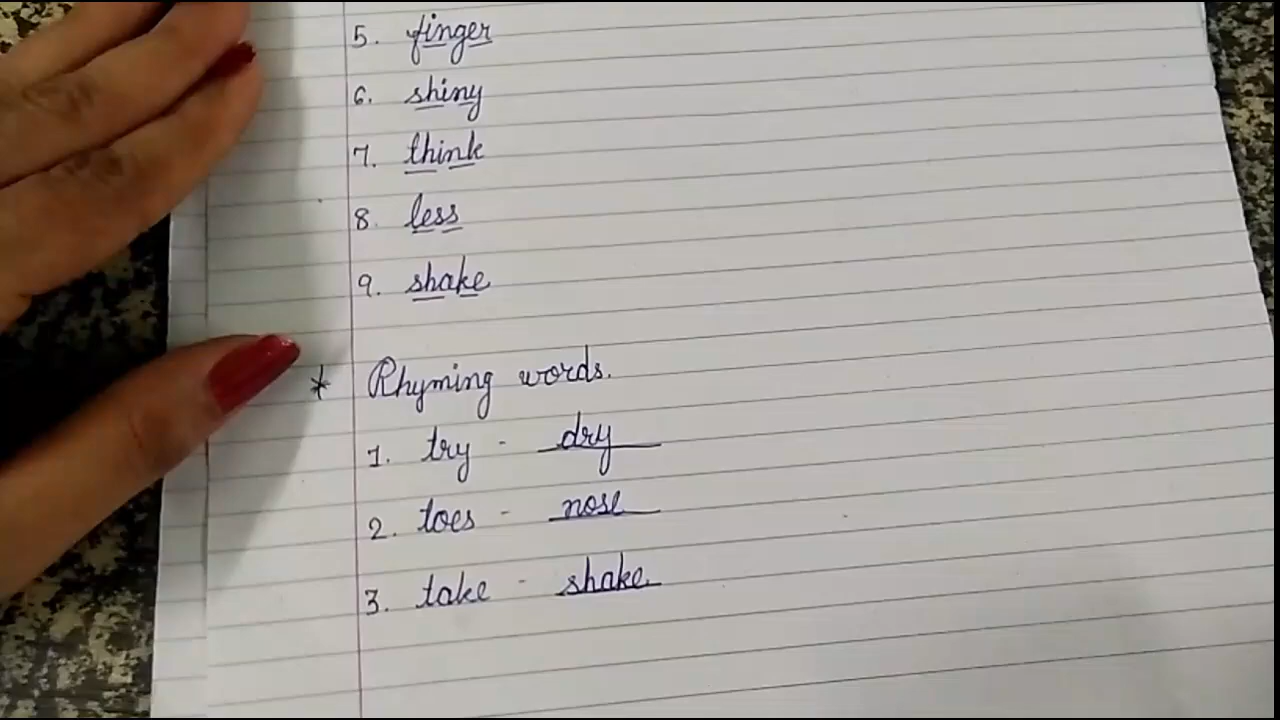 5. finger
6. shiny
7. think
8. less
9. shake
* Rhyming words.
1. try - dry
2. toes - nose
3. take - shake